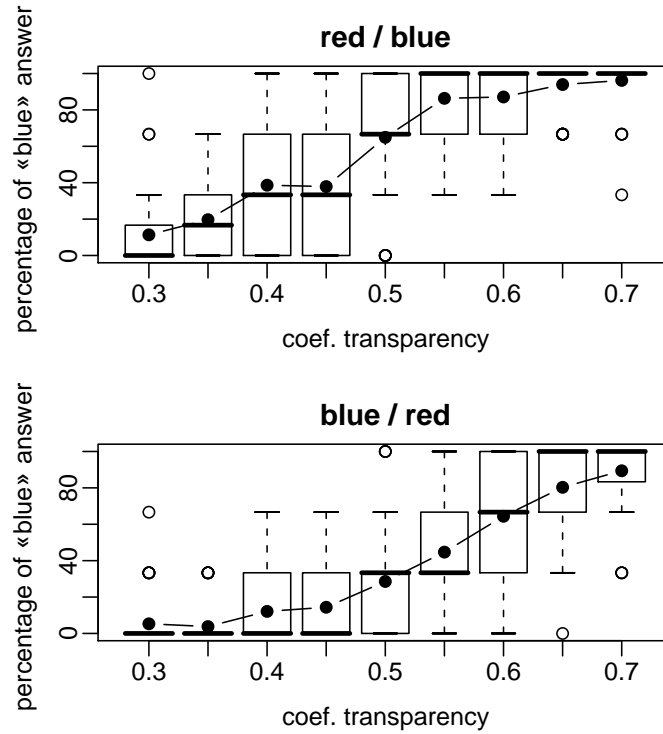 red / blue
percentage of «blue» answer
80
40
0
0.3 0.4 0.5 0.6 0.7
coef. transparency
blue / red
percentage of «blue» answer
80
40
0
0.3 0.4 0.5 0.6 0.7
coef. transparency